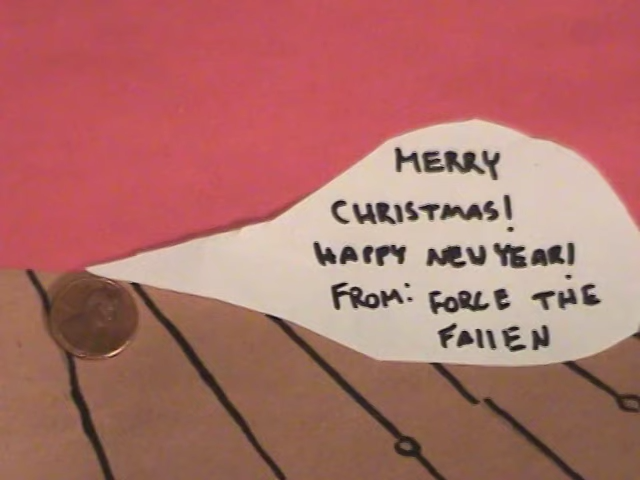 MERRY
CHRISTMAS!
HAPPY NEW YEAR!
FROM: FORCE THE
FAllEN